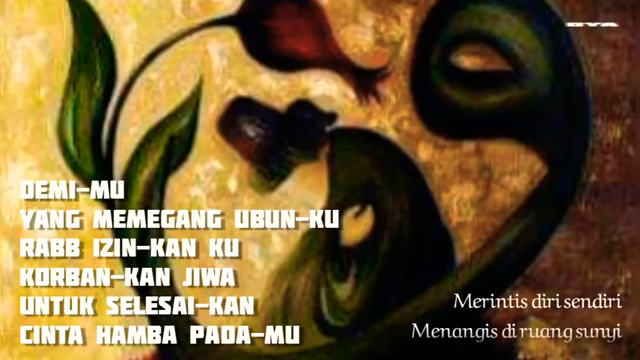 DEMI-MU
YANG MEMEGANG UBUN-KU
RABB IZIN-KAN KU
KORBAN-KAN JIWA
UNTUK SELESAI-KAN
CINTA HAMBA PADA-MU
Merintis diri sendiri
Menangis di ruang sunyi